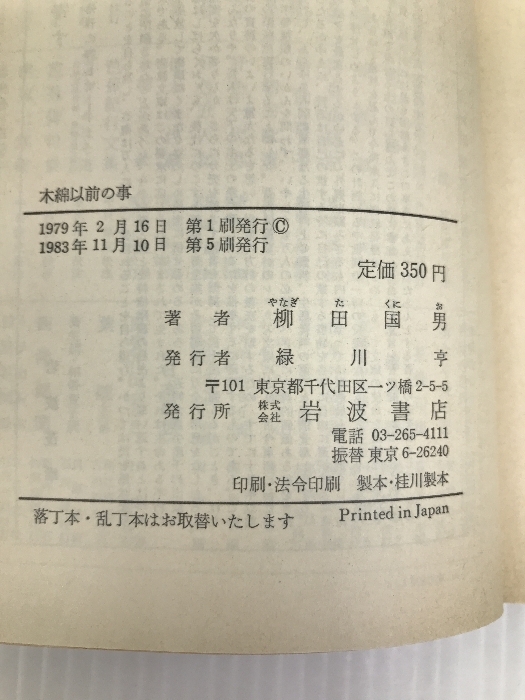 木綿以前の事
1979年2月16日 第1刷発行©
1983年11月10日 第5刷発行
定価350円
やなぎ た くに お
著者 柳田国男
発行者 緑川亨
〒101 東京都千代田区一ツ橋2-5-5
発行所 株式会社 岩波書店
電話 03-265-4111
振替 東京6-26240
印刷・法令印刷 製本・桂川製本
落丁本・乱丁本はお取替いたします Printed in Japan